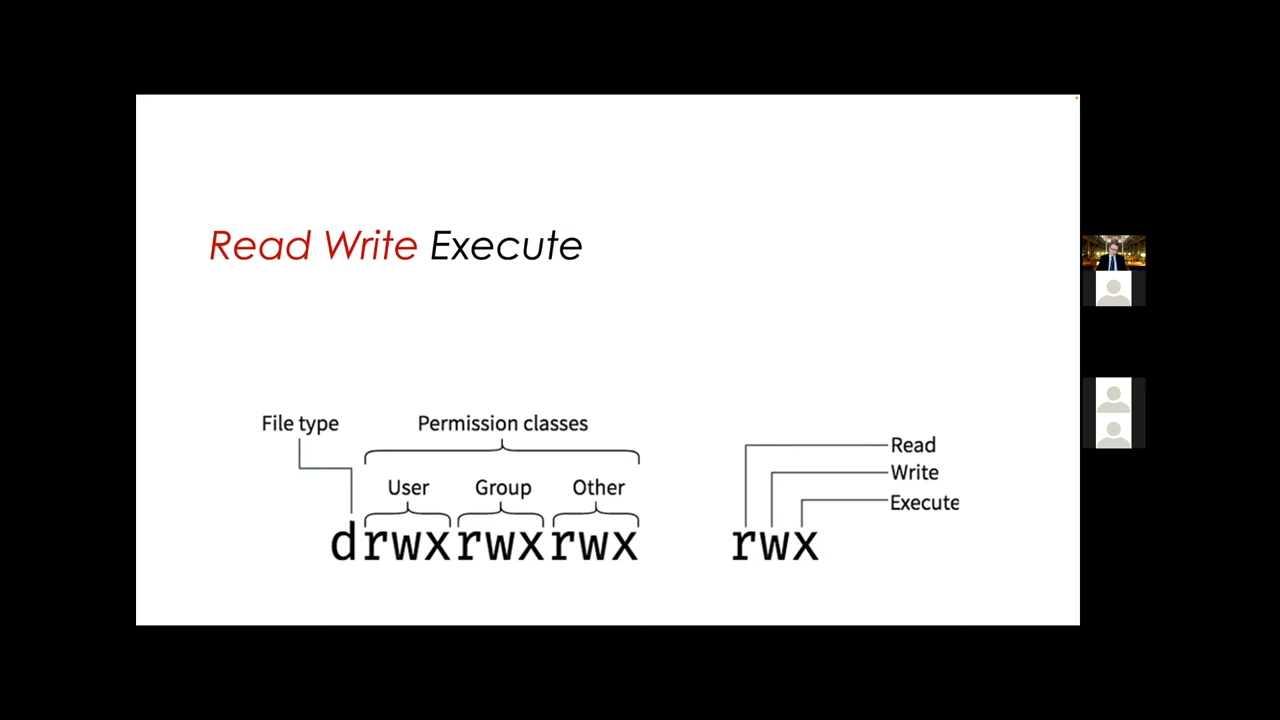 Read Write Execute
File type
Permission classes
User Group Other
drwxrwxrwx
Read
Write
Execute
rwx